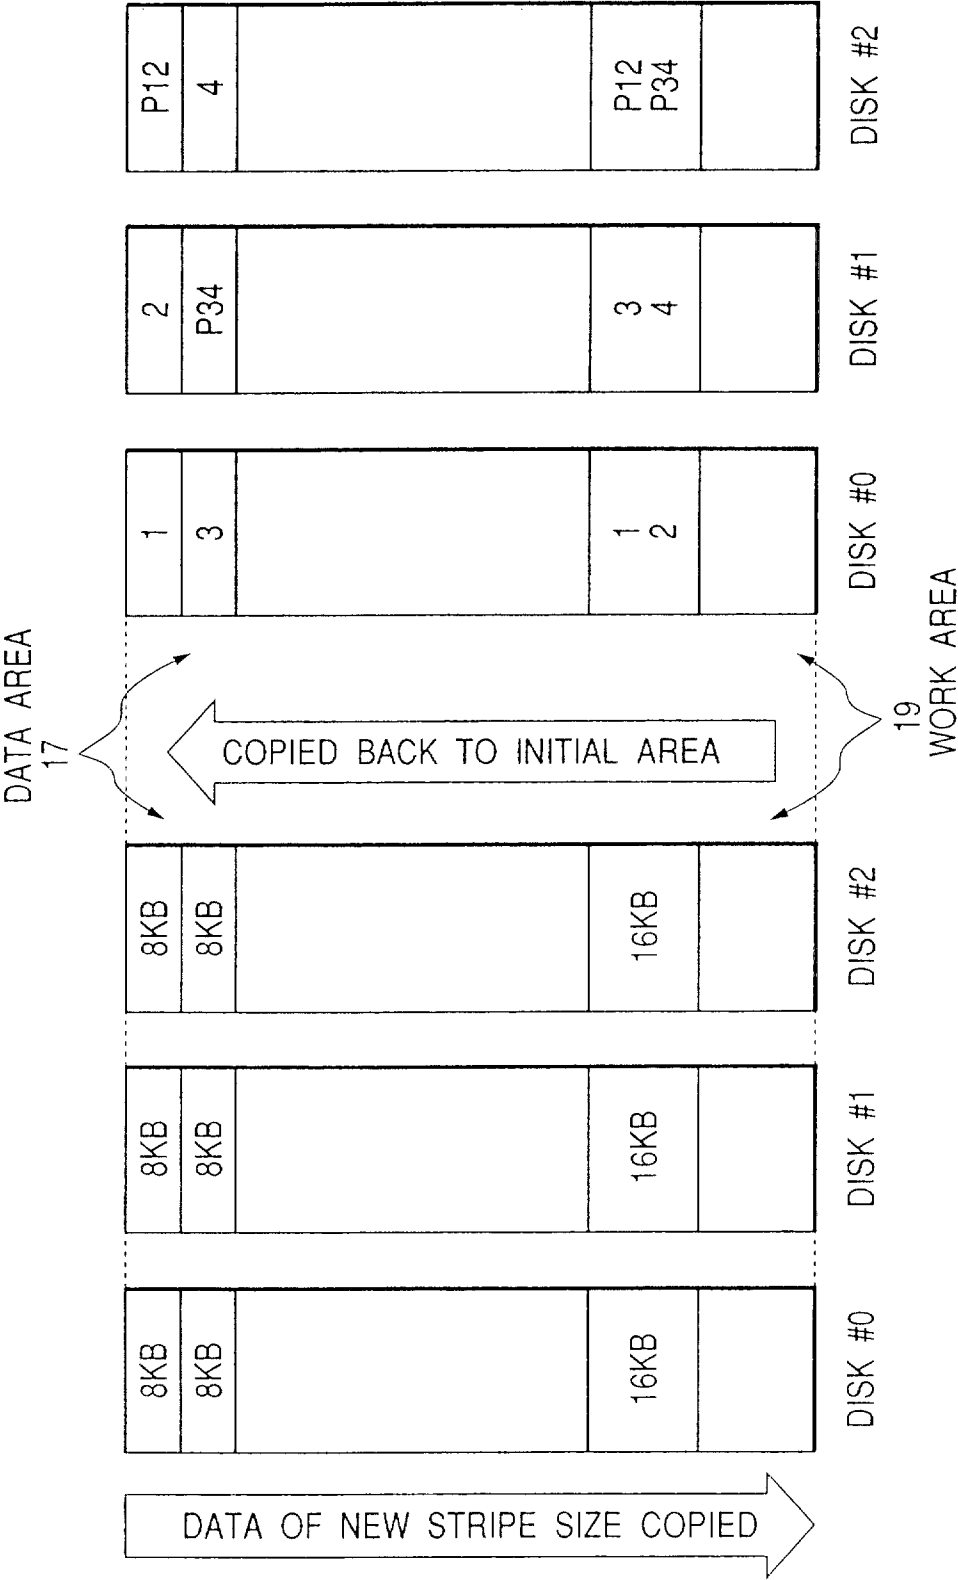 DATA OF NEW STRIPE SIZE COPIED
8KB
8KB
16KB
DISK #0
8KB
8KB
16KB
DISK #1
8KB
8KB
16KB
DISK #2
DATA AREA
17
COPIED BACK TO INITIAL AREA
19
WORK AREA
1
3
1
2
DISK #0
2
P34
3
4
DISK #1
P12
4
P12
P34
DISK #2